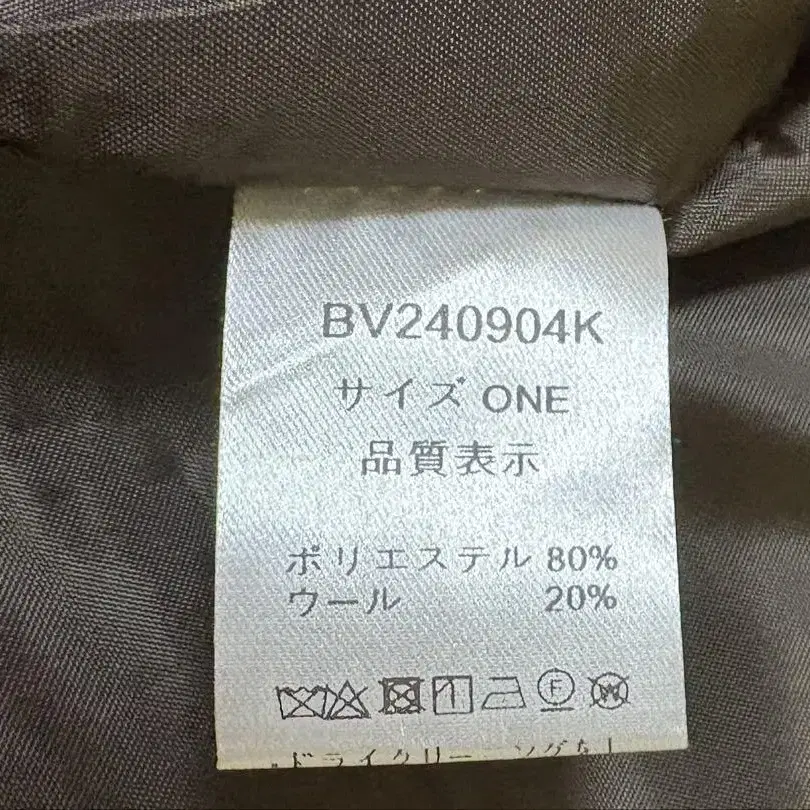 BV240904K
サイズ ONE
品質表示
ポリエステル 80%
ウール 20%
F W